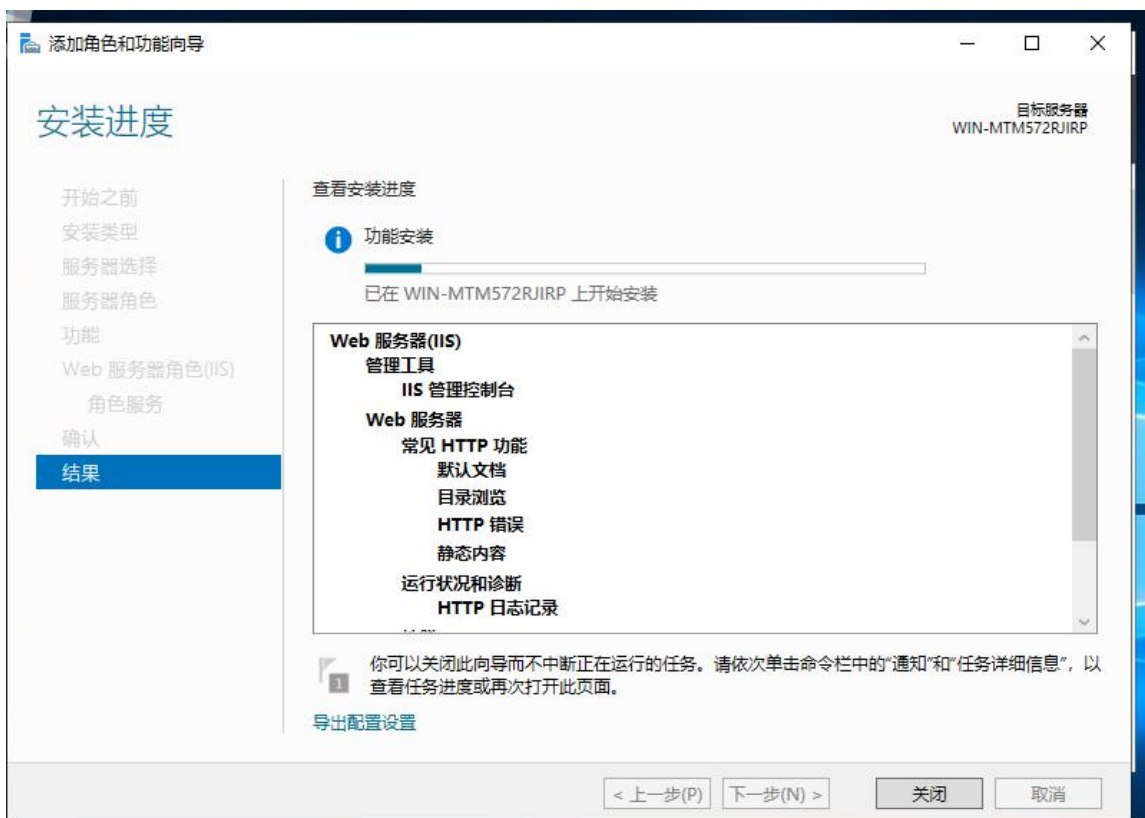 添加角色和功能向导
安装进度
目标服务器
WIN-MTM572RJIRP
开始之前
安装类型
服务器选择
服务器角色
功能
Web 服务器角色(IIS)
角色服务
确认
结果
查看安装进度
功能安装
已在 WIN-MTM572RJIRP 上开始安装
Web 服务器(IIS)
管理工具
IIS 管理控制台
Web 服务器
常见 HTTP 功能
默认文档
目录浏览
HTTP 错误
静态内容
运行状况和诊断
HTTP 日志记录
1
你可以关闭此向导而不中断正在运行的任务。请依次单击命令栏中的“通知”和“任务详细信息”，以
查看任务进度或再次打开此页面。
导出配置设置
< 上一步(P) 下一步(N) > 关闭 取消